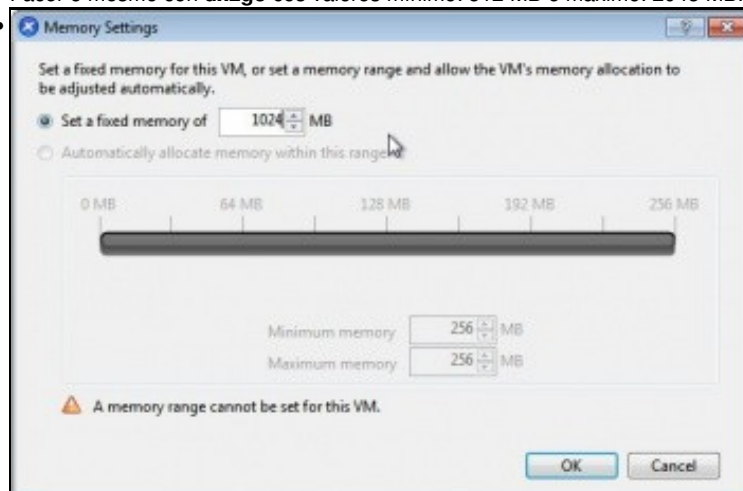 Memory Settings
Set a fixed memory for this VM, or set a memory range and allow the VM's memory allocation to
be adjusted automatically.
Set a fixed memory of 1024 MB
Automatically allocate memory within this range
0 MB 64 MB 128 MB 192 MB 256 MB
Minimum memory 256 MB
Maximum memory 256 MB
A memory range cannot be set for this VM.
OK Cancel